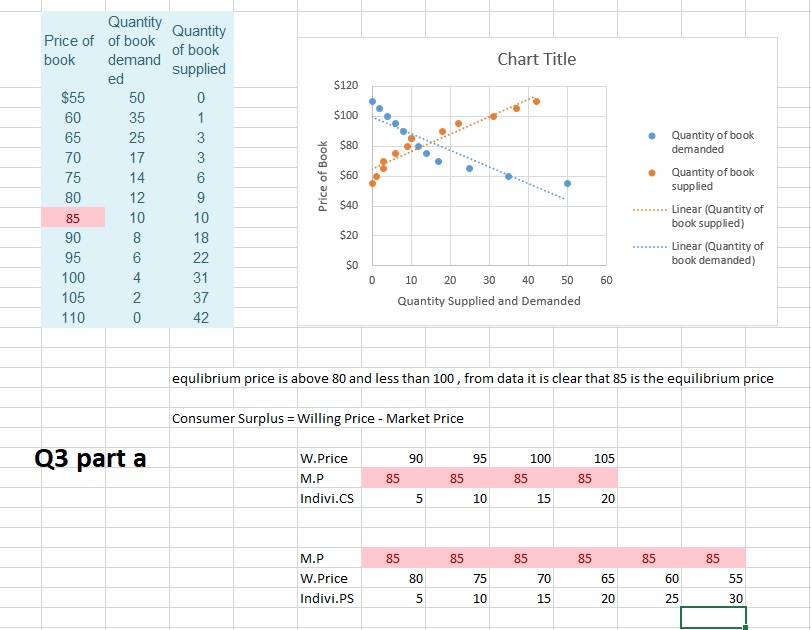 Price of book Quantity of book demand ed Quantity of book supplied
$55 50 0
60 35 1
65 25 3
70 17 3
75 14 6
80 12 9
85 10 10
90 8 18
95 6 22
100 4 31
105 2 37
110 0 42
Chart Title
$120
$100
$80
$60
$40
$20
$0
0 10 20 30 40 50 60
Price of Book
Quantity Supplied and Demanded
Quantity of book
demanded
Quantity of book
supplied
Linear (Quantity of
book supplied)
Linear (Quantity of
book demanded)
equlibrium price is above 80 and less than 100 , from data it is clear that 85 is the equilibrium price
Consumer Surplus = Willing Price - Market Price
Q3 part a
W.Price 90 95 100 105
M.P 85 85 85 85
Indivi.CS 5 10 15 20
M.P 85 85 85 85 85 85
W.Price 80 75 70 65 60 55
Indivi.PS 5 10 15 20 25 30